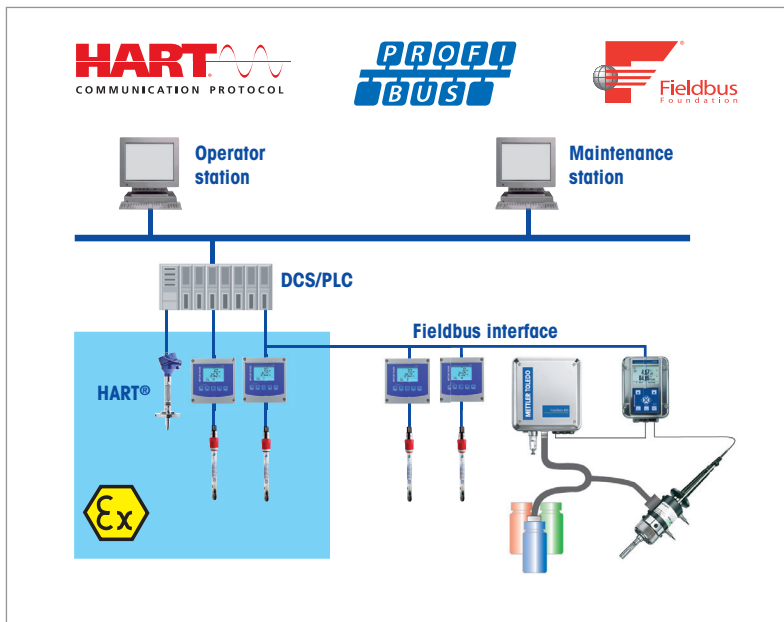 HART®
COMMUNICATION PROTOCOL
PROFI
BUS
®
Fieldbus
Foundation
Operator
station
Maintenance
station
DCS/PLC
Fieldbus interface
HART®
METTLER TOLEDO
Ex